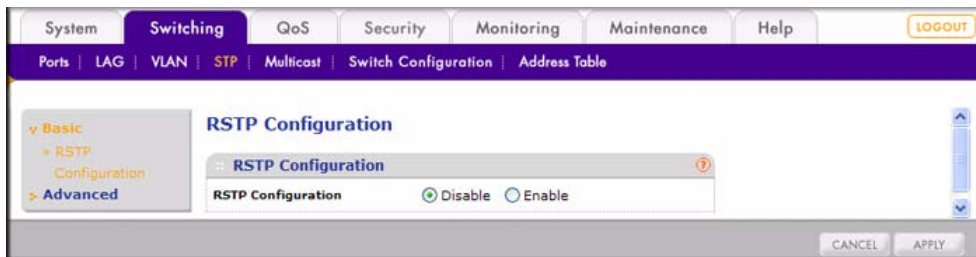 System Switching QoS Security Monitoring Maintenance Help LOGOUT
Ports LAG VLAN STP Multicast Switch Configuration Address Table
Basic
RSTP
Configuration
Advanced
RSTP Configuration
RSTP Configuration
RSTP Configuration Disable Enable
CANCEL APPLY